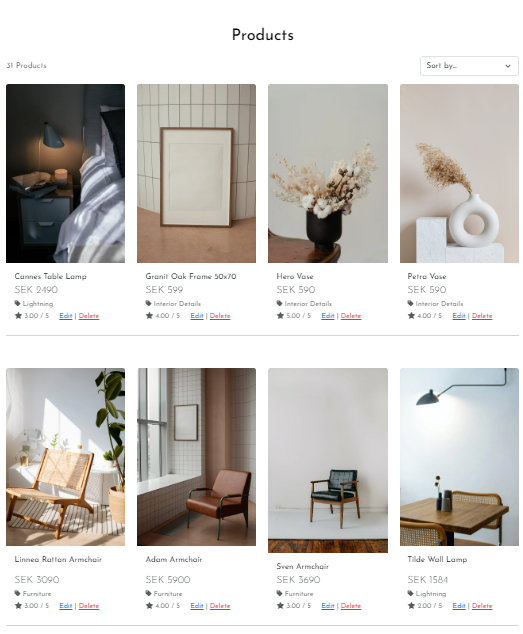 Products
31 Products
Sort by...
Cannes Table Lamp
SEK 2490
Lightning
3.00 / 5 Edit | Delete
Granit Oak Frame 50x70
SEK 599
Interior Details
4.00 / 5 Edit | Delete
Hero Vase
SEK 590
Interior Details
5.00 / 5 Edit | Delete
Petra Vase
SEK 590
Interior Details
4.00 / 5 Edit | Delete
Linnea Rattan Armchair
SEK 3090
Furniture
3.00 / 5 Edit | Delete
Adam Armchair
SEK 5900
Furniture
4.00 / 5 Edit | Delete
Sven Armchair
SEK 3690
Furniture
3.00 / 5 Edit | Delete
Tilde Wall Lamp
SEK 1584
Lightning
2.00 / 5 Edit | Delete